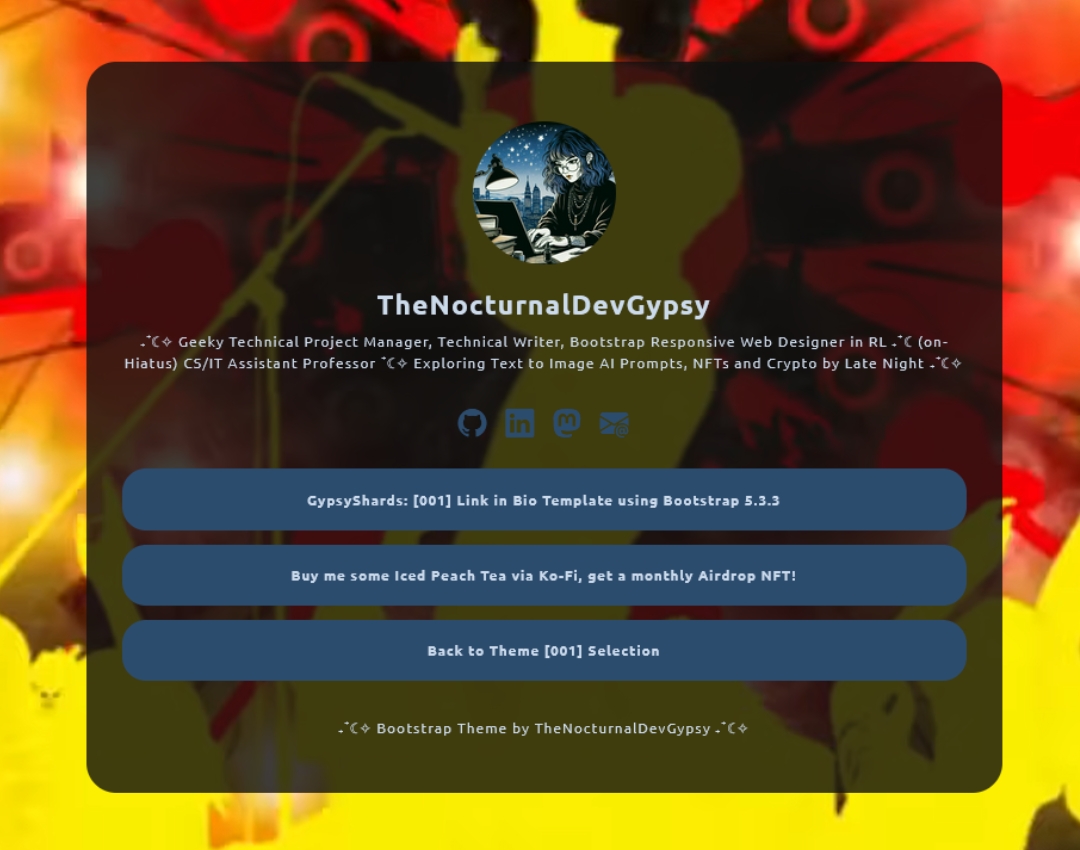 TheNocturnalDevGypsy
˖˚☾✧ Geeky Technical Project Manager, Technical Writer, Bootstrap Responsive Web Designer in RL ˖˚☾ (on-
Hiatus) CS/IT Assistant Professor ˚☾✧ Exploring Text to Image AI Prompts, NFTs and Crypto by Late Night ˖˚☾✧
in
GypsyShards: [001] Link in Bio Template using Bootstrap 5.3.3
Buy me some Iced Peach Tea via Ko-Fi, get a monthly Airdrop NFT!
Back to Theme [001] Selection
˖˚☾✧ Bootstrap Theme by TheNocturnalDevGypsy ˖˚☾✧